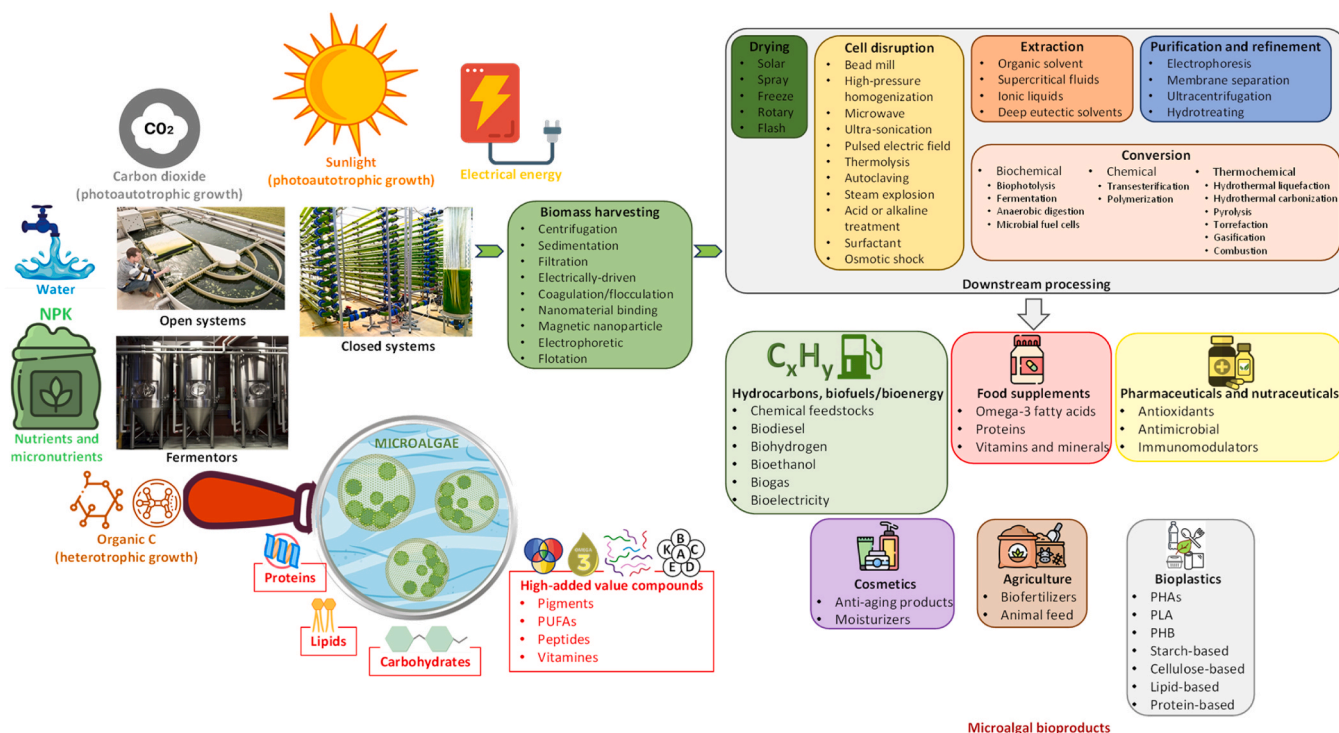 CO₂
Carbon dioxide
(photoautotrophic growth)
Sunlight
(photoautotrophic growth)
Electrical energy
Water
NPK
Nutrients and
micronutrients
Open systems
Closed systems
Fermentors
Organic C
(heterotrophic growth)
MICROALGAE
Proteins
Lipids
Carbohydrates
3
B
K
C
A
E
D
High-added value compounds
• Pigments
• PUFAs
• Peptides
• Vitamines
Biomass harvesting
• Centrifugation
• Sedimentation
• Filtration
• Electrically-driven
• Coagulation/flocculation
• Nanomaterial binding
• Magnetic nanoparticle
• Electrophoretic
• Flotation
Drying
• Solar
• Spray
• Freeze
• Rotary
• Flash
Cell disruption
• Bead mill
• High-pressure
homogenization
• Microwave
• Ultra-sonication
• Pulsed electric field
• Thermolysis
• Autoclaving
• Steam explosion
• Acid or alkaline
treatment
• Surfactant
• Osmotic shock
Extraction
• Organic solvent
• Supercritical fluids
• Ionic liquids
• Deep eutectic solvents
Purification and refinement
• Electrophoresis
• Membrane separation
• Ultracentrifugation
• Hydrotreating
Conversion
• Biochemical
• Biophotolysis
• Fermentation
• Anaerobic digestion
• Microbial fuel cells
• Chemical
• Transesterification
• Polymerization
• Thermochemical
• Hydrothermal liquefaction
• Hydrothermal carbonization
• Pyrolysis
• Torrefaction
• Gasification
• Combustion
Downstream processing
CₓHᵧ
Hydrocarbons, biofuels/bioenergy
• Chemical feedstocks
• Biodiesel
• Biohydrogen
• Bioethanol
• Biogas
• Bioelectricity
Food supplements
• Omega-3 fatty acids
• Proteins
• Vitamins and minerals
Pharmaceuticals and nutraceuticals
• Antioxidants
• Antimicrobial
• Immunomodulators
Cosmetics
• Anti-aging products
• Moisturizers
Agriculture
• Biofertilizers
• Animal feed
Bioplastics
• PHAs
• PLA
• PHB
• Starch-based
• Cellulose-based
• Lipid-based
• Protein-based
Microalgal bioproducts